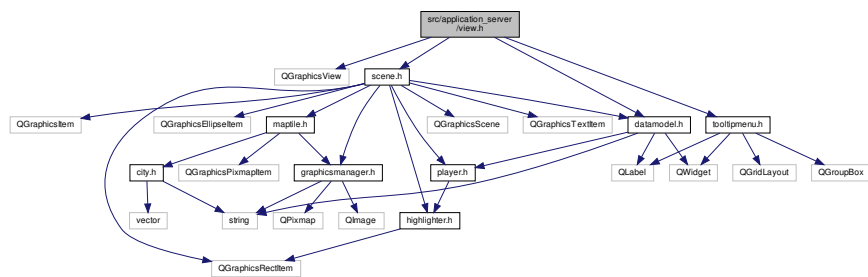 src/application_server
/view.h
QGraphicsView
scene.h
QGraphicsItem
QGraphicsEllipseItem
maptile.h
QGraphicsScene
QGraphicsTextItem
datamodel.h
tooltipmenu.h
city.h
QGraphicsPixmapItem
graphicsmanager.h
player.h
QLabel
QWidget
QGridLayout
QGroupBox
vector
string
QPixmap
QImage
highlighter.h
QGraphicsRectItem